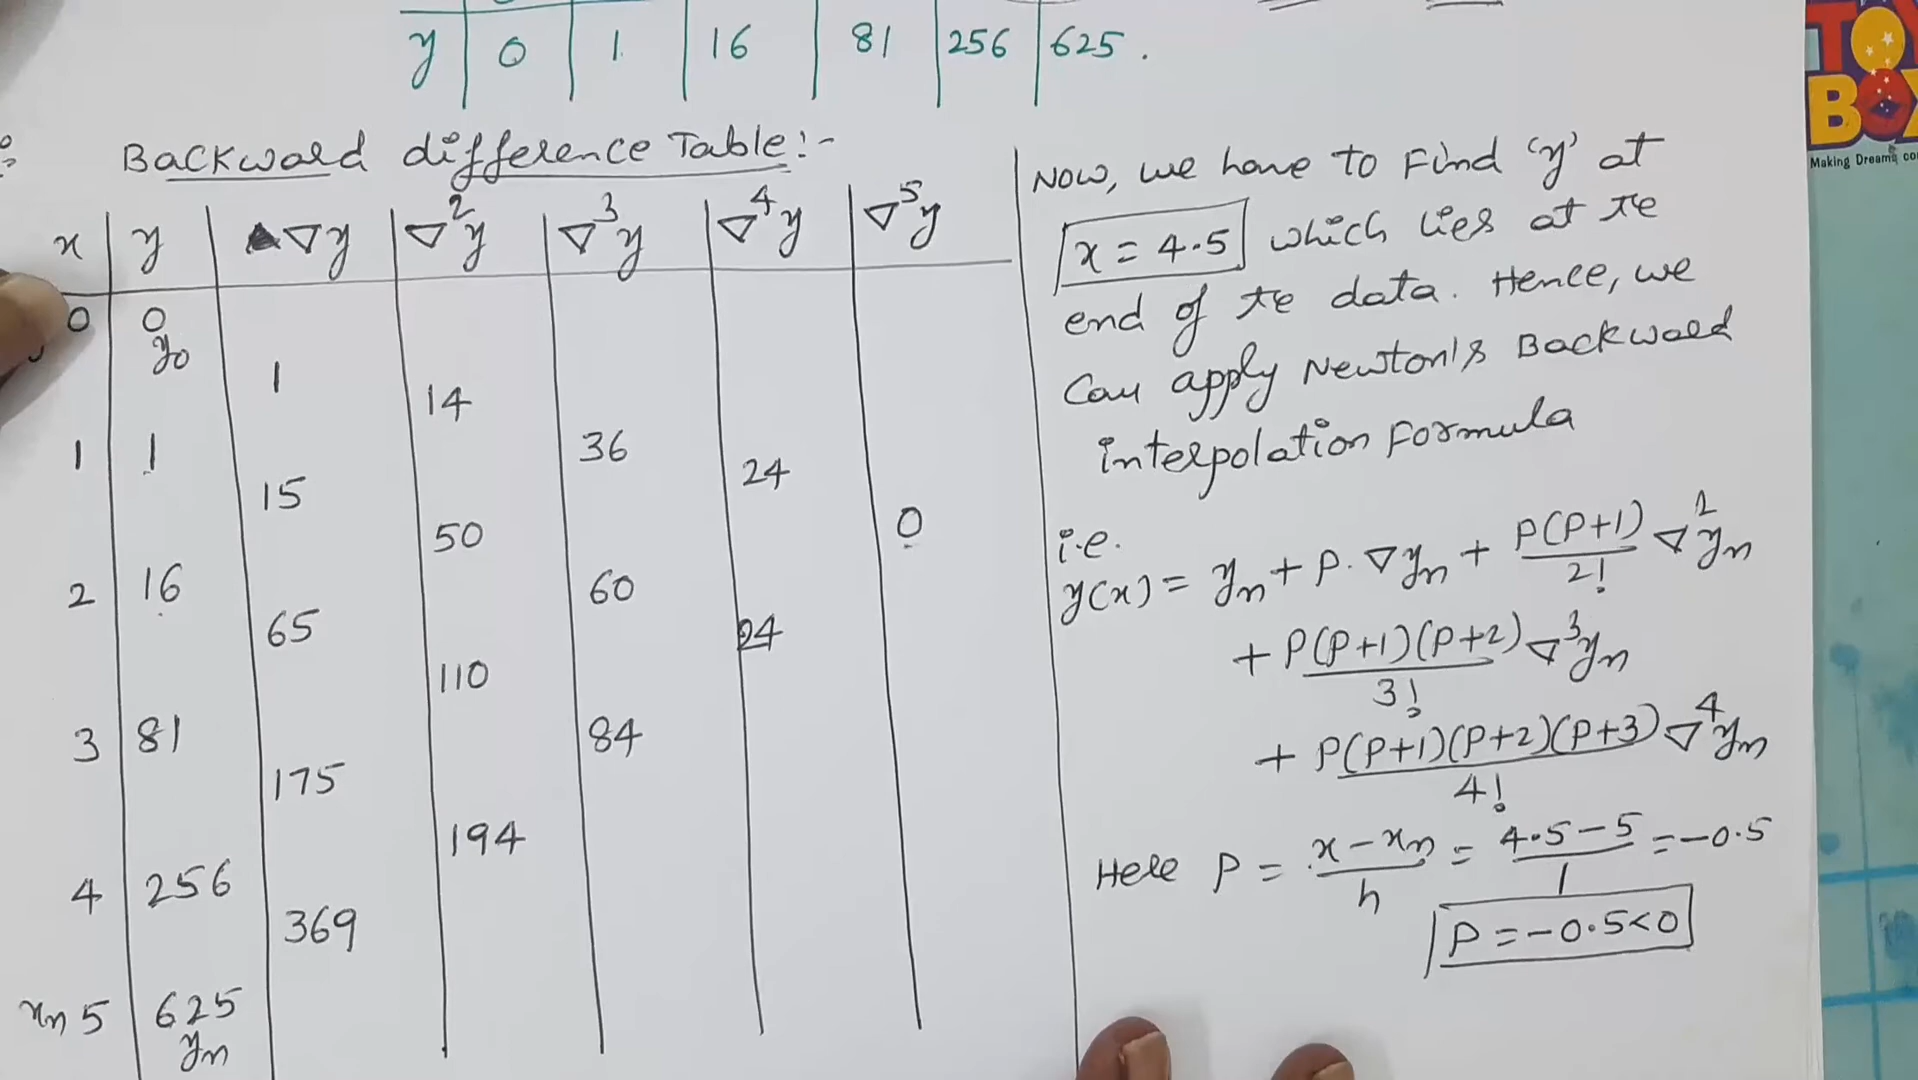 y 0 1 16 81 256 625 .
Backward difference Table:-
x y ∇y ∇²y ∇³y ∇⁴y ∇⁵y
0 0
y₀
1
14
1 1 36
24
15
0
50
2 16 60
65 24
110
3 81 84
175
194
4 256
369
xn 5 625
yn
Now, we have to Find 'y' at
x = 4.5 which lies at the
end of the data. Hence, we
Can apply Newton's Backward
interpolation Formula
i.e.
y(x) = yn + P. ∇yn + P(P+1)/2! ∇²yn
+ P(P+1)(P+2)/3! ∇³yn
+ P(P+1)(P+2)(P+3)/4! ∇⁴yn
Here P = x - xn/h = 4.5-5/1 = -0.5
P = -0.5<0
TOY
BOX
Making Dreams